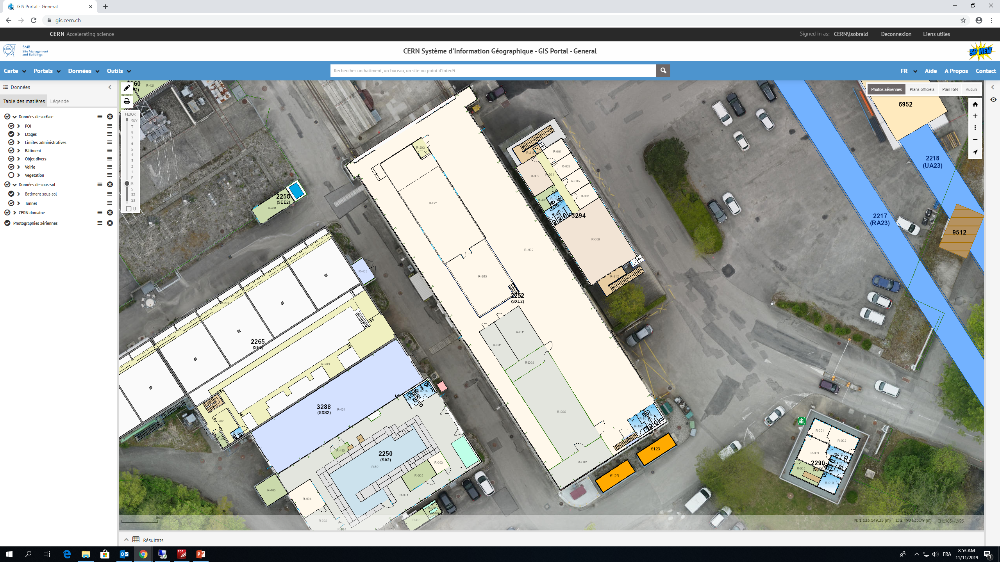 GIS Portal - General
gis.cern.ch
CERN Accelerating science
Signed in as: CERN\lsobrald Deconnexion Liens utiles
CERN
SMB
Site Management
and Buildings
CERN Système d'Information Géographique - GIS Portal - General
3D VIEW
Carte Portals Données Outils
Rechercher un batiment, un bureau, un site ou point d'interêt
FR Aide A Propos Contact
Données
Table des matières Légende
Données de surface
POI
Etages
Limites administratives
Bâtiment
Objet divers
Voirie
Vegetation
Données de sous-sol
Batiment sous-sol
Tunnel
CERN domaine
Photographies aériennes
FLOOR
SKY
T
8
7
6
5
4
3
2
1
E
R
S
S2
S3
U
Photos aériennes Plans officiels Plan IGN Aucun
R-421
6952
2218
(UA23)
2217
(RA23)
9512
2258
(SEE2)
R-401
R-203
R-E21
R-H02
R-B15
2252
(SXL2)
R-C11
R-B11
R-D08
R-D02
R-C02
R-101
R-102
R-103
6123
6125
R-211
R-001
R-003
R-002
R-201
R-005
R-007
R-401
3294
R-008
R-212
R-403
R-204
2265
(SF2)
R-203
R-202
3288
(SXS2)
R-401
R-102
R-410
2250
(SA2)
R-501
R-003
R-005
R-001
R-405
R-004
R-002
R-401
R-001
R-002
R-003
2290
R-005
R-010
6m
N: 1 123 149.25 (m) E: 2 490 635.79 (m) CH1903+/LV95
Résultats
FRA
8:53 AM
11/11/2019
1